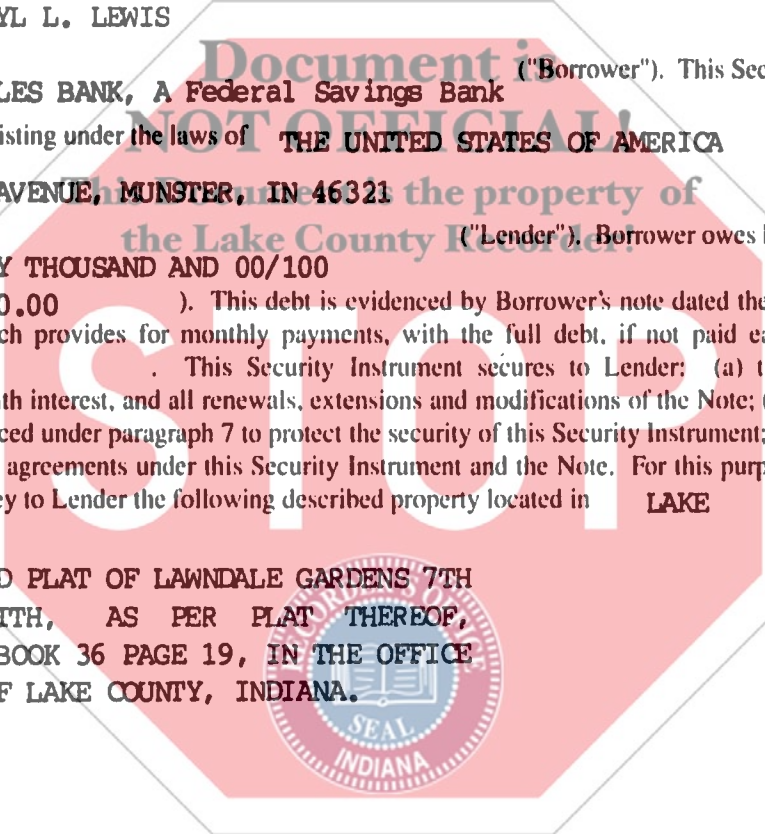 YL L. LEWIS
Document is
("Borrower"). This Sec
LES BANK, A Federal Savings Bank
NOT OFFICIAL!
isting under the laws of THE UNITED STATES OF AMERICA
This Document is the property of
AVENUE, MUNSTER, IN 46321
the Lake County Recorder!
("Lender"). Borrower owes
Y THOUSAND AND 00/100
0.00 ). This debt is evidenced by Borrower's note dated the
ch provides for monthly payments, with the full debt, if not paid ea
. This Security Instrument secures to Lender: (a) t
th interest, and all renewals, extensions and modifications of the Note; (
ced under paragraph 7 to protect the security of this Security Instrument;
agreements under this Security Instrument and the Note. For this purp
ey to Lender the following described property located in LAKE
STOP
D PLAT OF LAWNDALE GARDENS 7TH
ITH, AS PER PLAT THEREOF,
BOOK 36 PAGE 19, IN THE OFFICE
F LAKE COUNTY, INDIANA.
RECORDER'S OFFICE
SEAL
INDIANA